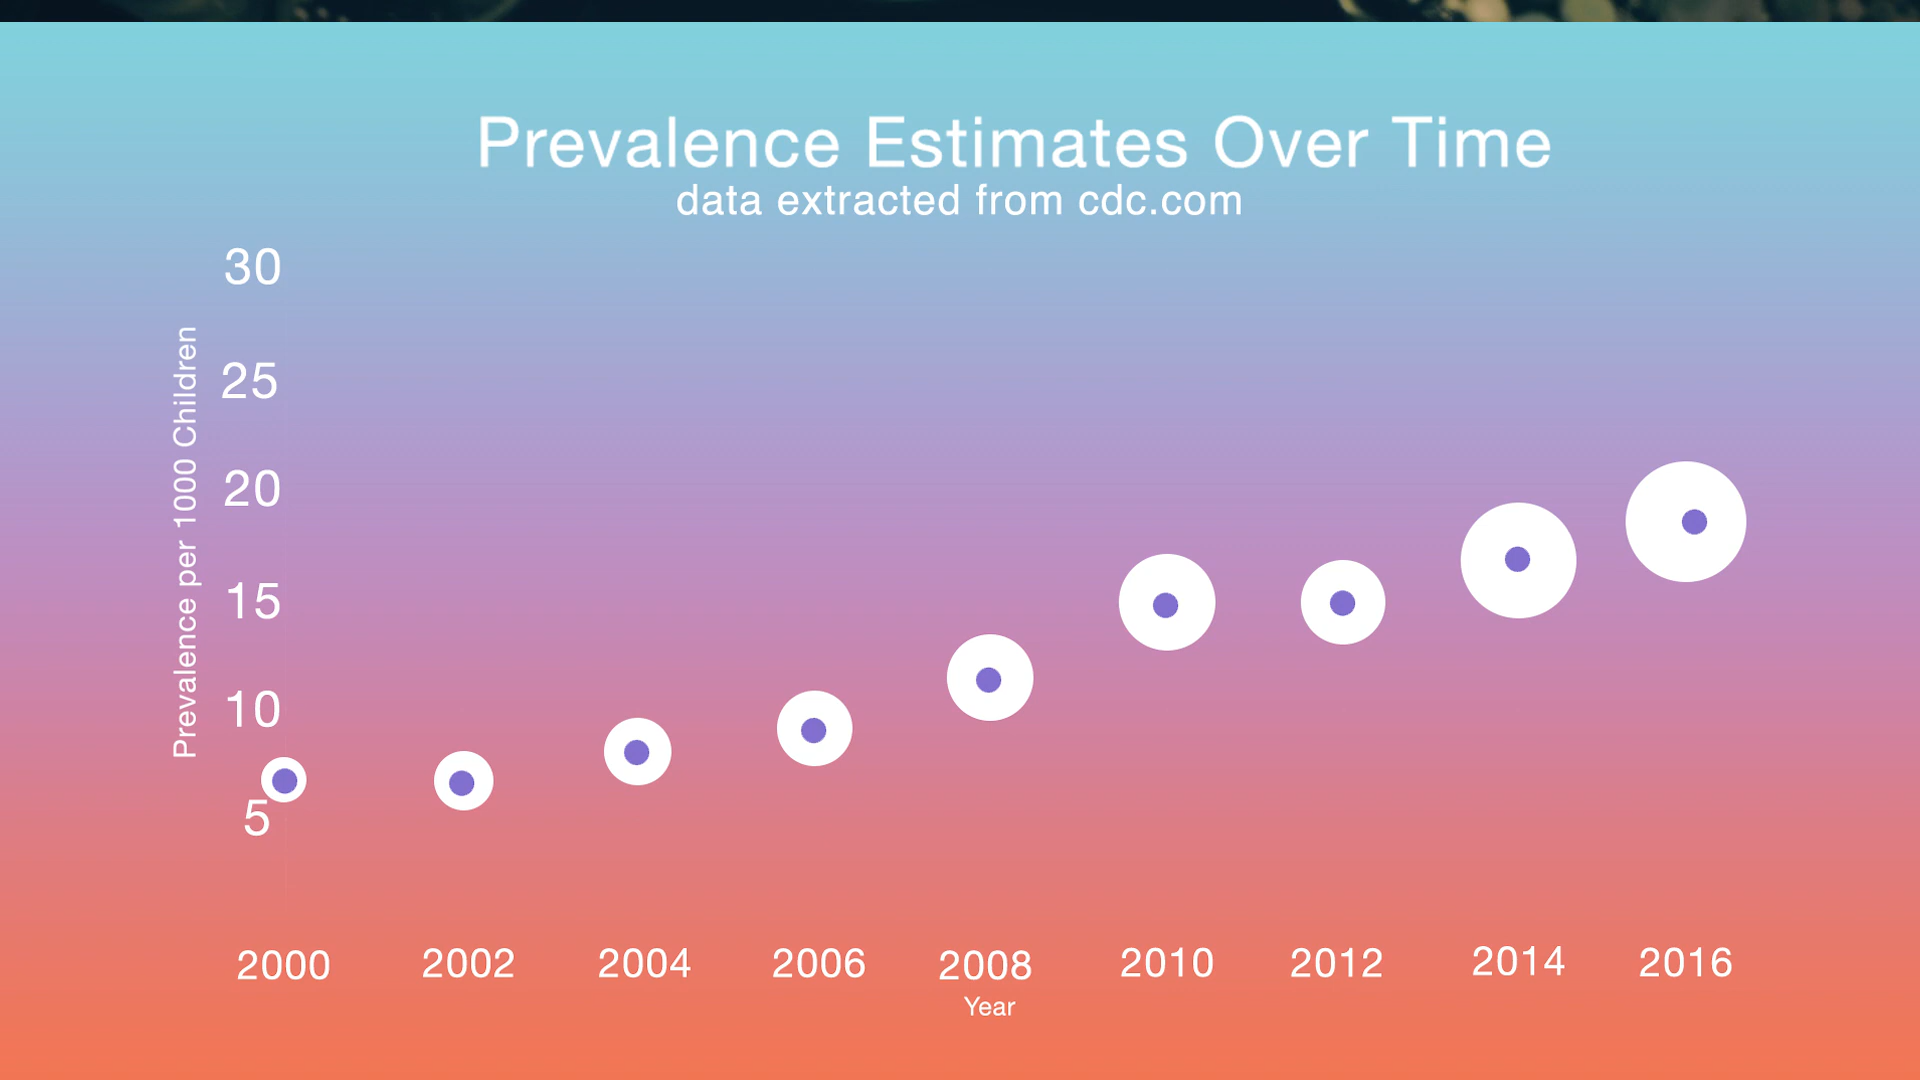 Prevalence Estimates Over Time
data extracted from cdc.com
Prevalence per 1000 Children
30
25
20
15
10
5
2000 2002 2004 2006 2008 2010 2012 2014 2016
Year